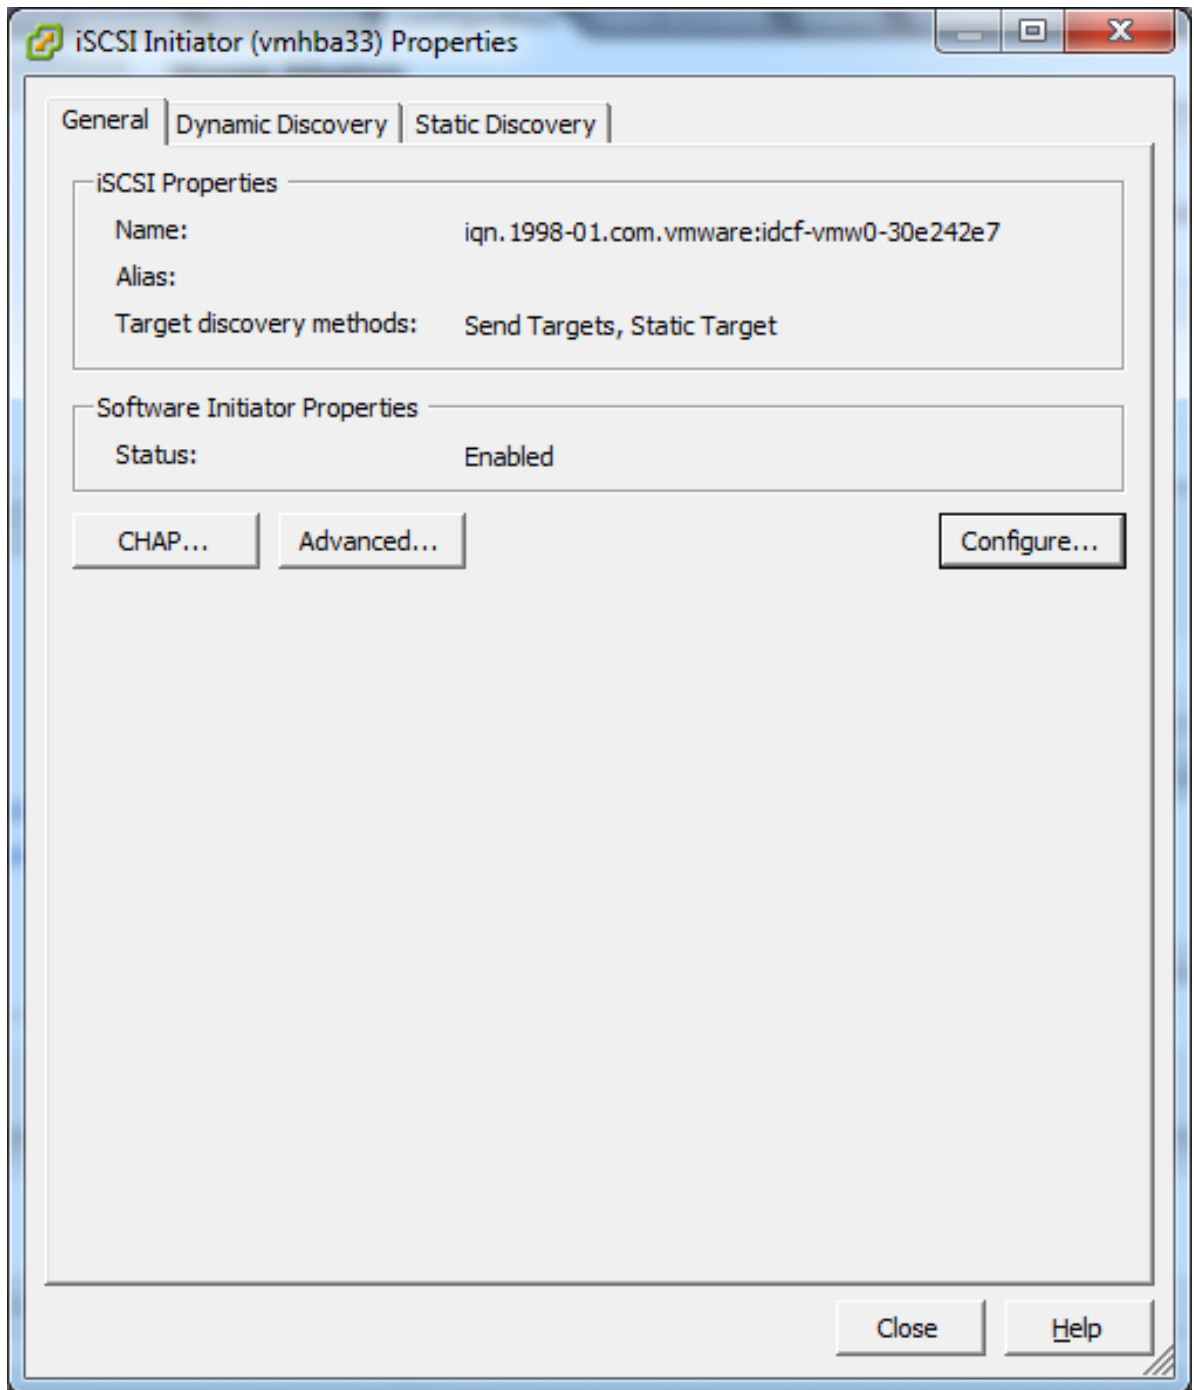 iSCSI Initiator (vmhba33) Properties
General Dynamic Discovery Static Discovery
iSCSI Properties
Name: iqn.1998-01.com.vmware:idcf-vmw0-30e242e7
Alias:
Target discovery methods: Send Targets, Static Target
Software Initiator Properties
Status: Enabled
CHAP... Advanced... Configure...
Close Help